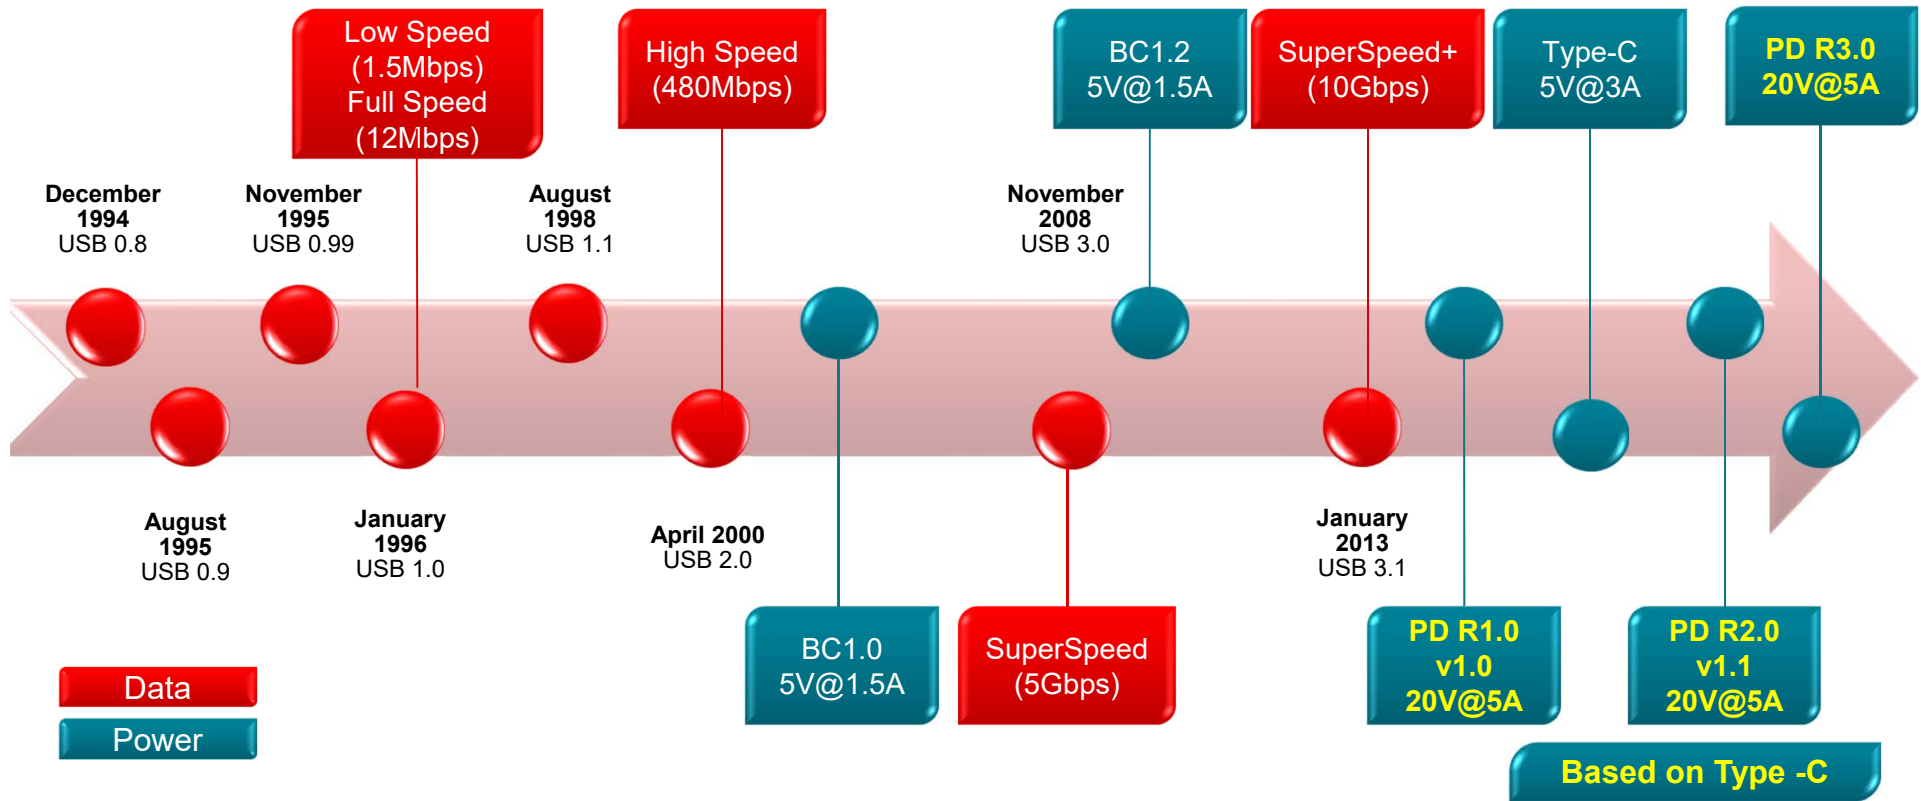 Low Speed
(1.5Mbps)
Full Speed
(12Mbps)
High Speed
(480Mbps)
BC1.2
5V@1.5A
SuperSpeed+
(10Gbps)
Type-C
5V@3A
PD R3.0
20V@5A
December
1994
USB 0.8
November
1995
USB 0.99
August
1998
USB 1.1
November
2008
USB 3.0
August
1995
USB 0.9
January
1996
USB 1.0
April 2000
USB 2.0
January
2013
USB 3.1
BC1.0
5V@1.5A
SuperSpeed
(5Gbps)
PD R1.0
v1.0
20V@5A
PD R2.0
v1.1
20V@5A
Data
Power
Based on Type -C